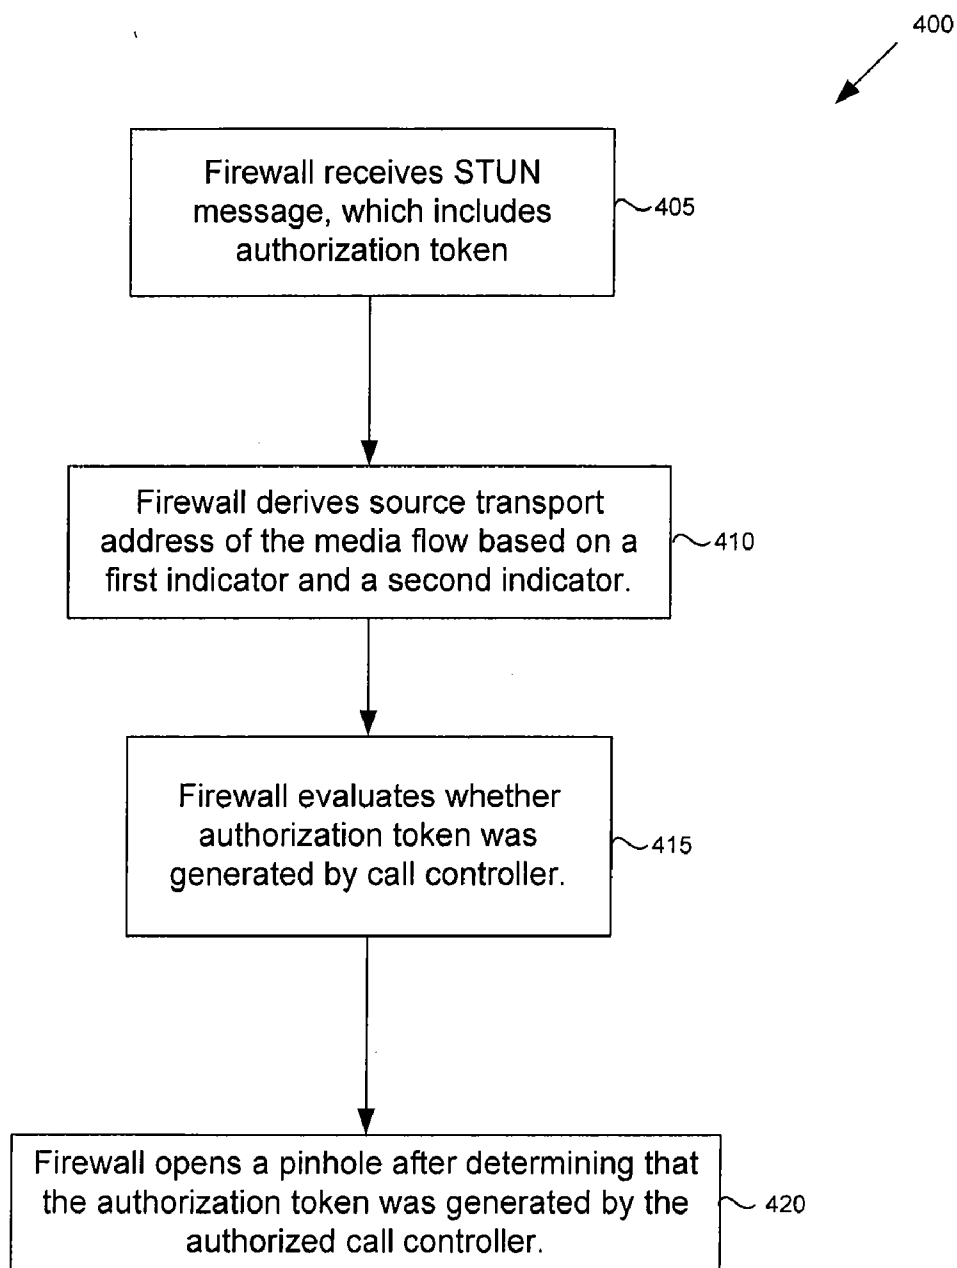 400
Firewall receives STUN
message, which includes
authorization token
405
Firewall derives source transport
address of the media flow based on a
first indicator and a second indicator.
410
Firewall evaluates whether
authorization token was
generated by call controller.
415
Firewall opens a pinhole after determining that
the authorization token was generated by the
authorized call controller.
420